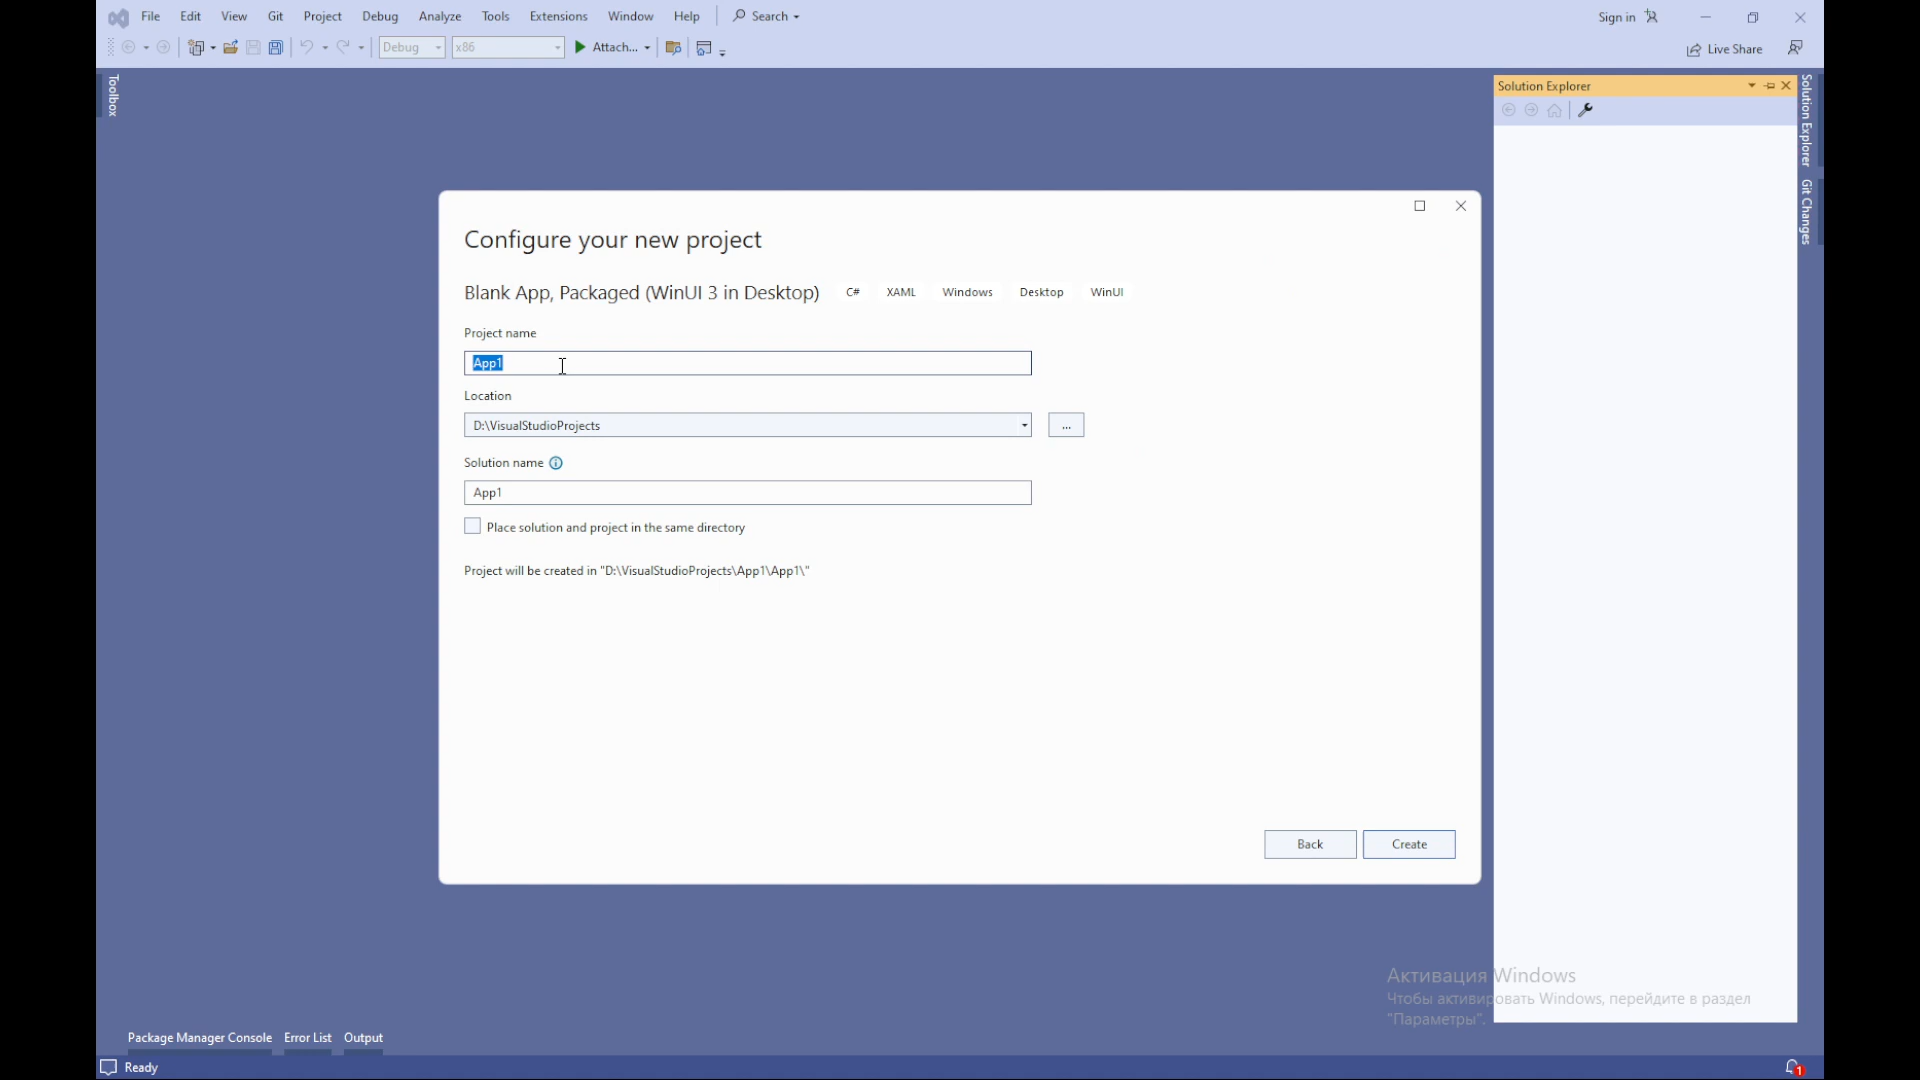 File Edit View Git Project Debug Analyze Tools Extensions Window Help Search Sign in
Debug x86 Attach... Live Share
Toolbox
Solution Explorer
Solution Explorer
Git Changes
Configure your new project
Blank App, Packaged (WinUI 3 in Desktop) C# XAML Windows Desktop WinUI
Project name
App1
Location
D:\VisualStudioProjects
...
Solution name
App1
Place solution and project in the same directory
Project will be created in "D:\VisualStudioProjects\App1\App1\"
Back Create
Активация Windows
Чтобы активировать Windows, перейдите в раздел
"Параметры".
Package Manager Console Error List Output
Ready
1